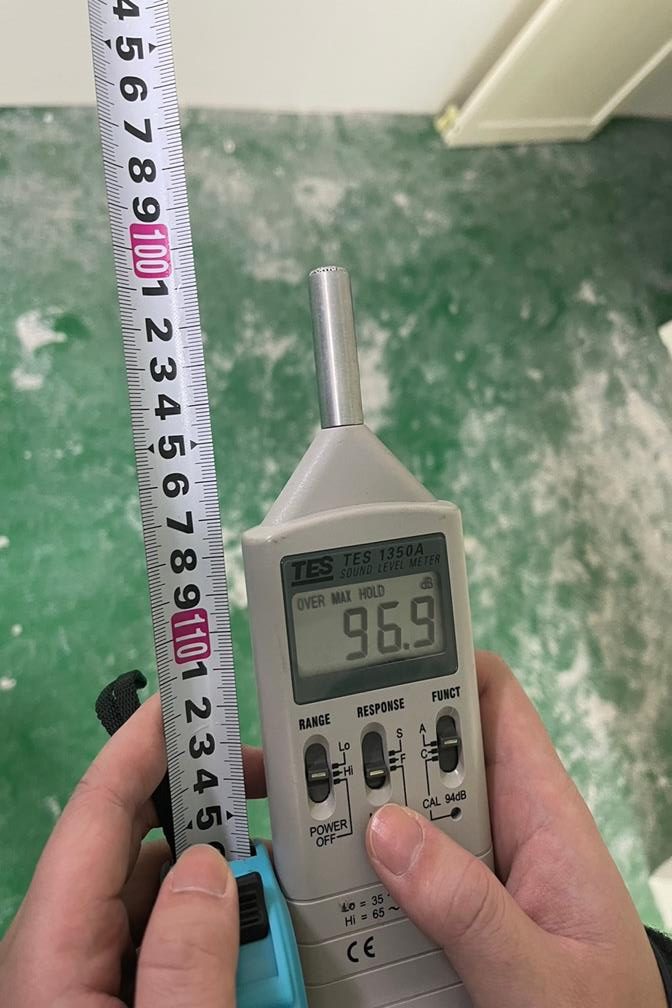 4
5
6
7
8
9
100
1
2
3
4
5
6
7
8
9
110
1
2
3
4
5
TES TES 1350A
SOUND LEVEL METER
OVER MAX HOLD dB
96.9
RANGE RESPONSE FUNCT
Lo S A
Hi F C
POWER
OFF
CAL 94dB
Lo = 35
Hi = 65
CE